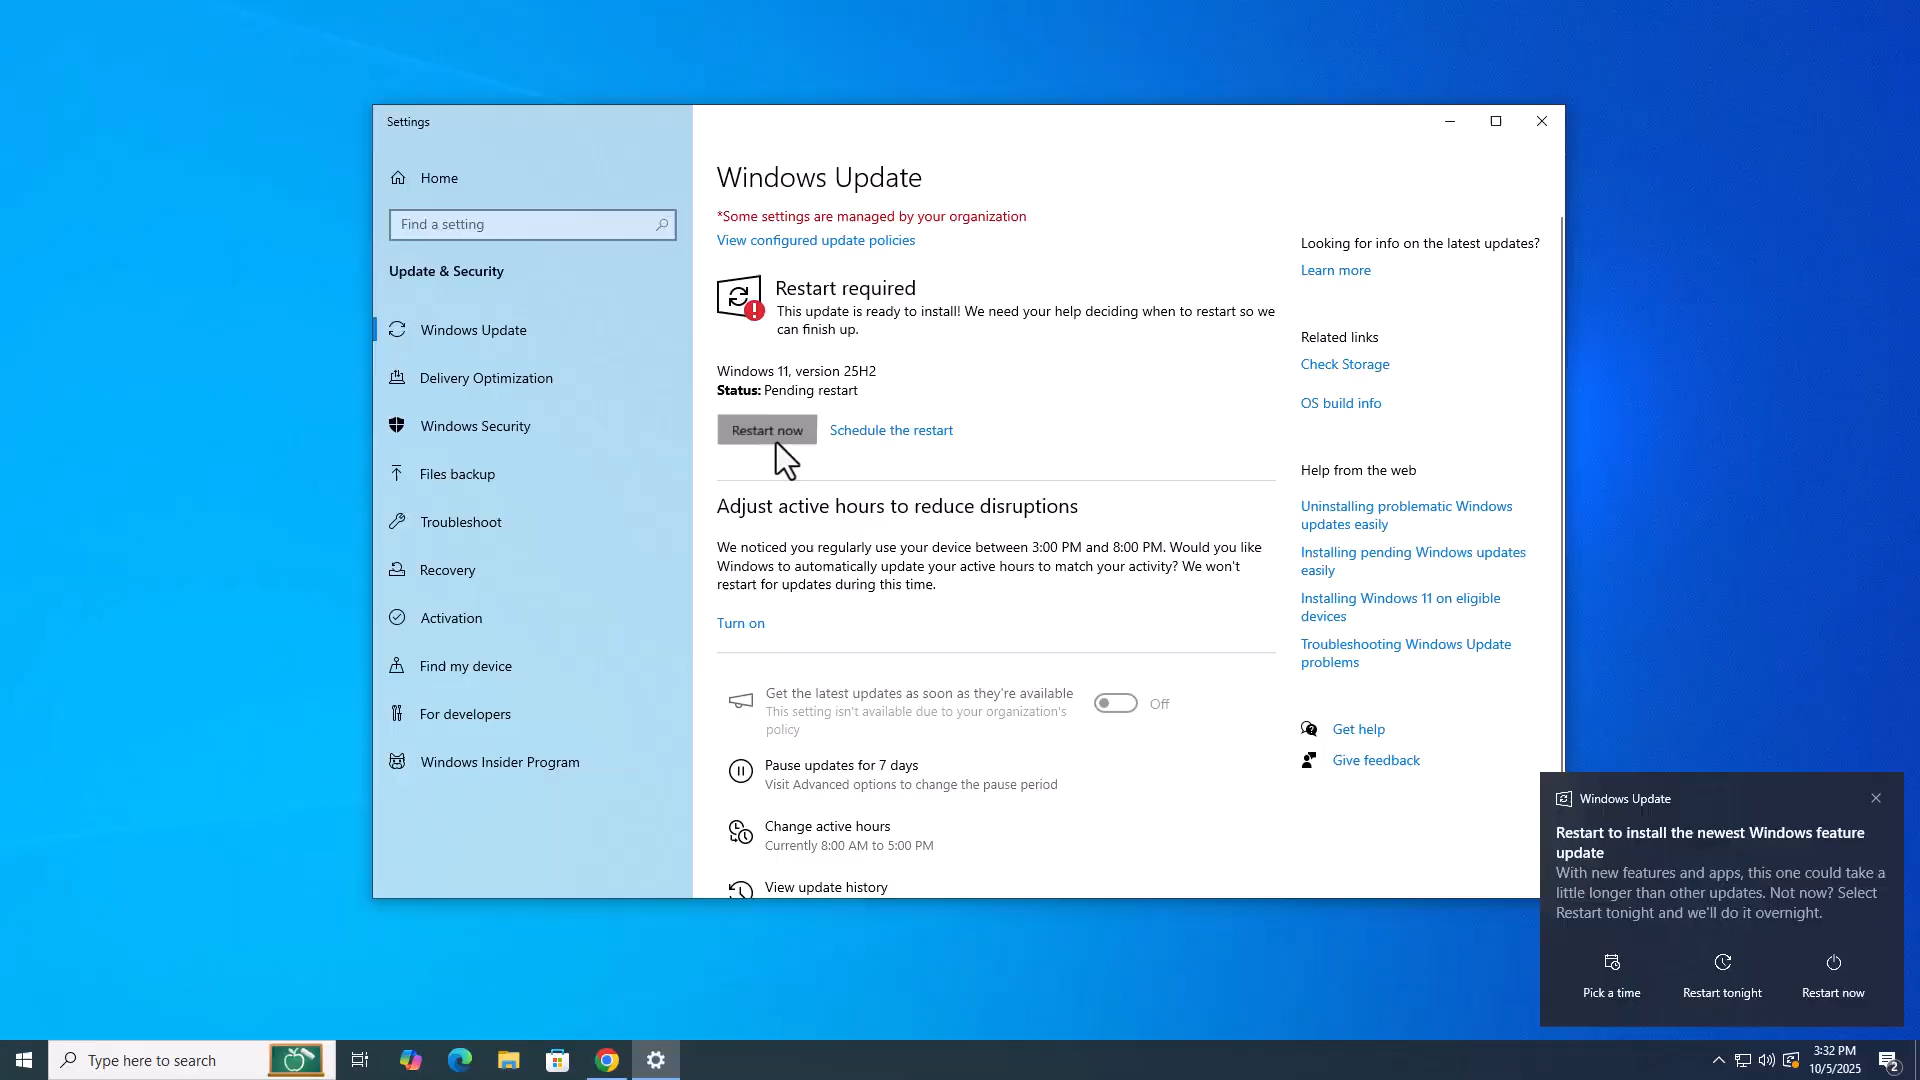 Settings
Home
Find a setting
Update & Security
Windows Update
Delivery Optimization
Windows Security
Files backup
Troubleshoot
Recovery
Activation
Find my device
For developers
Windows Insider Program
Windows Update
*Some settings are managed by your organization
View configured update policies
Restart required
This update is ready to install! We need your help deciding when to restart so we
can finish up.
Windows 11, version 25H2
Status: Pending restart
Restart now
Schedule the restart
Adjust active hours to reduce disruptions
We noticed you regularly use your device between 3:00 PM and 8:00 PM. Would you like
Windows to automatically update your active hours to match your activity? We won't
restart for updates during this time.
Turn on
Get the latest updates as soon as they're available
This setting isn't available due to your organization's
policy
Off
Pause updates for 7 days
Visit Advanced options to change the pause period
Change active hours
Currently 8:00 AM to 5:00 PM
View update history
Looking for info on the latest updates?
Learn more
Related links
Check Storage
OS build info
Help from the web
Uninstalling problematic Windows
updates easily
Installing pending Windows updates
easily
Installing Windows 11 on eligible
devices
Troubleshooting Windows Update
problems
Get help
Give feedback
Windows Update
Restart to install the newest Windows feature
update
With new features and apps, this one could take a
little longer than other updates. Not now? Select
Restart tonight and we'll do it overnight.
Pick a time
Restart tonight
Restart now
Type here to search
3:32 PM
10/5/2025
2